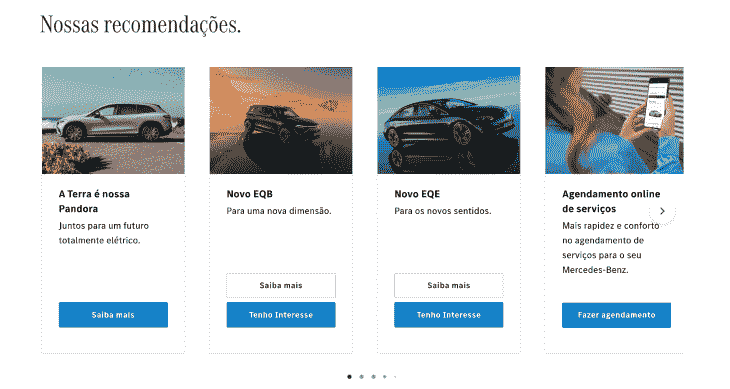 Nossas recomendações.
A Terra é nossa
Pandora
Juntos para um futuro
totalmente elétrico.
Saiba mais
Novo EQB
Para uma nova dimensão.
Saiba mais
Tenho Interesse
Novo EQE
Para os novos sentidos.
Saiba mais
Tenho Interesse
Agendamento online
de serviços
Mais rapidez e conforto
no agendamento de
serviços para o seu
Mercedes-Benz.
Fazer agendamento